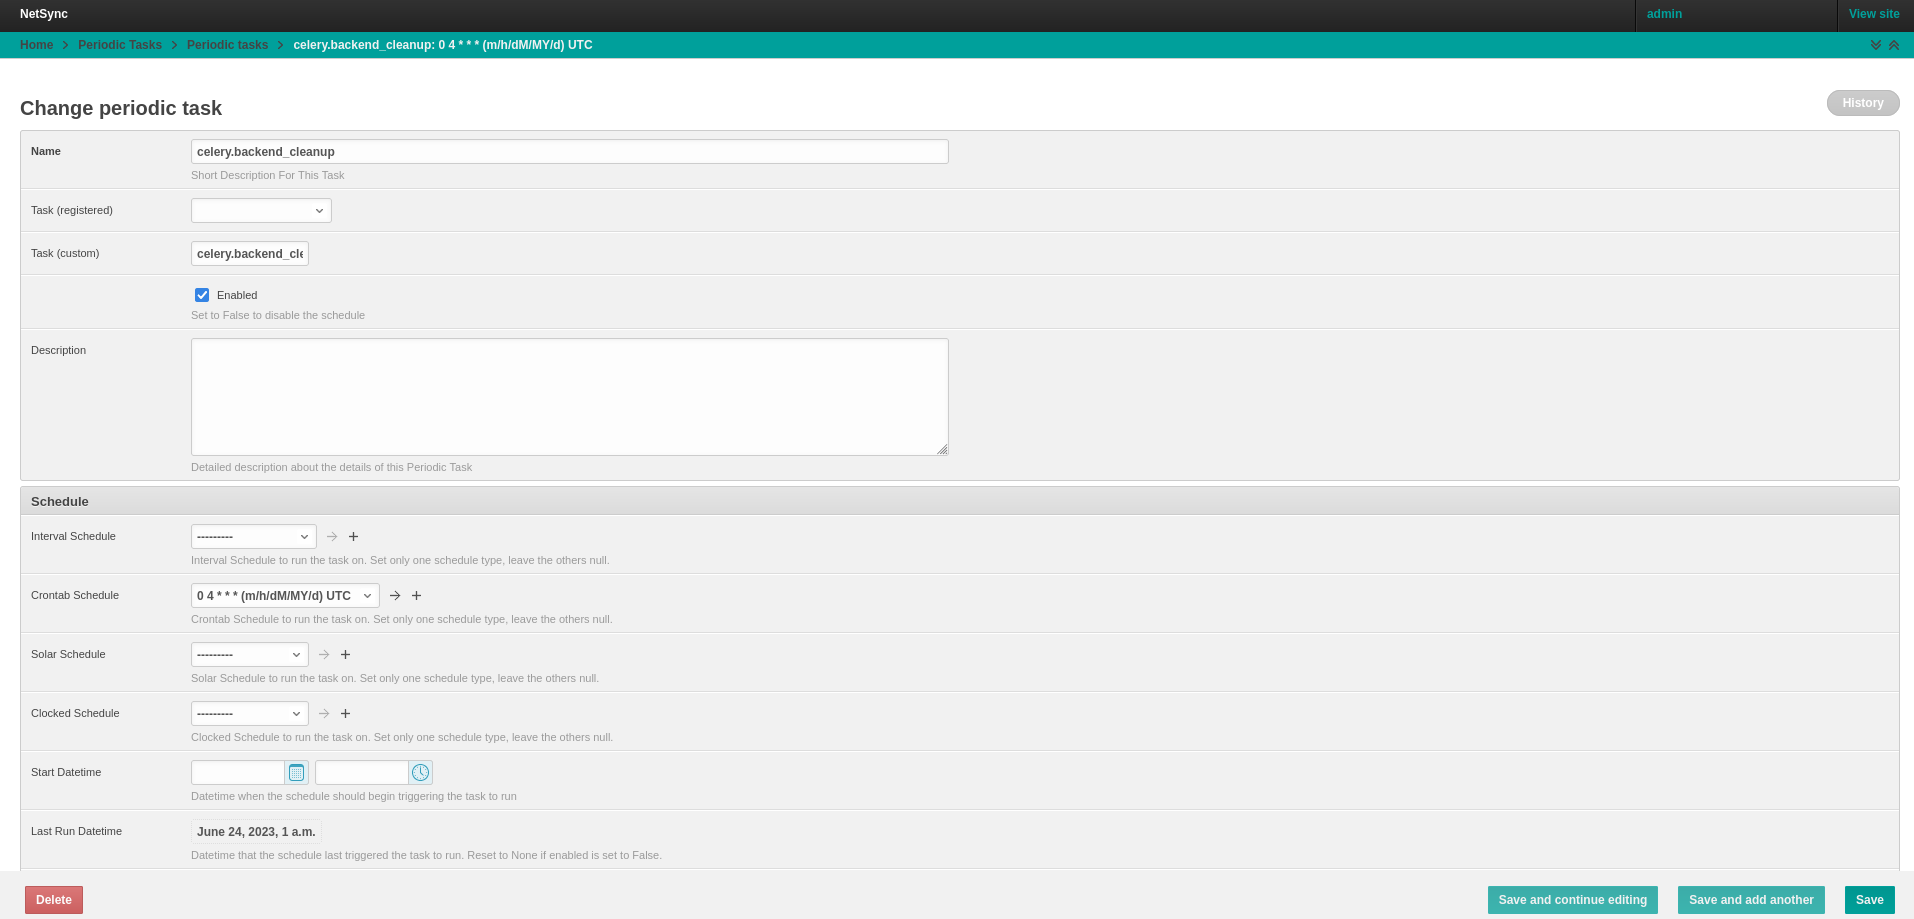 NetSync
admin
View site
Home
Periodic Tasks
Periodic tasks
celery.backend_cleanup: 0 4 * * * (m/h/dM/MY/d) UTC
Change periodic task
History
Name
celery.backend_cleanup
Short Description For This Task
Task (registered)
Task (custom)
celery.backend_cle
Enabled
Set to False to disable the schedule
Description
Detailed description about the details of this Periodic Task
Schedule
Interval Schedule
---------
Interval Schedule to run the task on. Set only one schedule type, leave the others null.
Crontab Schedule
0 4 * * * (m/h/dM/MY/d) UTC
Crontab Schedule to run the task on. Set only one schedule type, leave the others null.
Solar Schedule
---------
Solar Schedule to run the task on. Set only one schedule type, leave the others null.
Clocked Schedule
---------
Clocked Schedule to run the task on. Set only one schedule type, leave the others null.
Start Datetime
Datetime when the schedule should begin triggering the task to run
Last Run Datetime
June 24, 2023, 1 a.m.
Datetime that the schedule last triggered the task to run. Reset to None if enabled is set to False.
Delete
Save and continue editing
Save and add another
Save